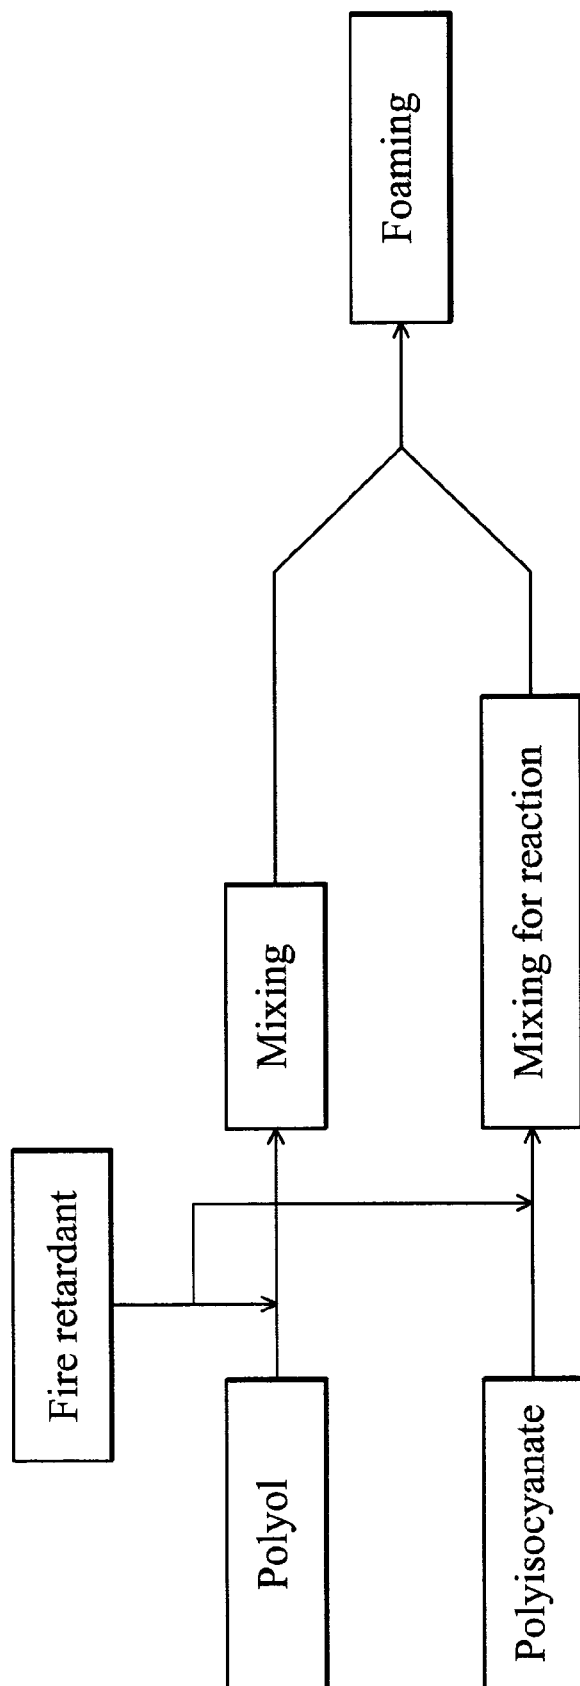 Fire retardant
Polyol
Mixing
Polyisocyanate
Mixing for reaction
Foaming